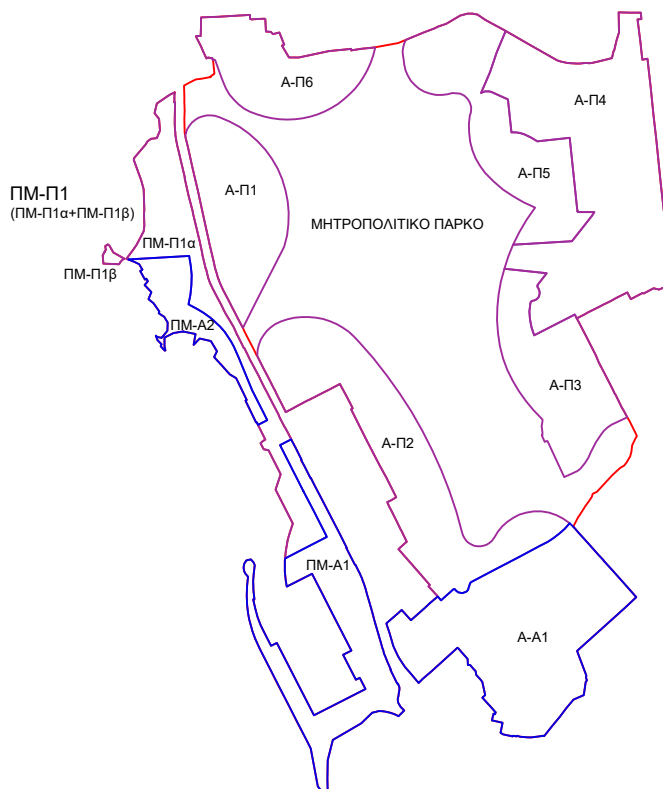 Α-Π6
Α-Π4
Α-Π1
Α-Π5
ΠΜ-Π1
(ΠΜ-Π1α+ΠΜ-Π1β)
ΜΗΤΡΟΠΟΛΙΤΙΚΟ ΠΑΡΚΟ
ΠΜ-Π1α
ΠΜ-Π1β
ΠΜ-Α2
Α-Π3
Α-Π2
ΠΜ-Α1
Α-Α1